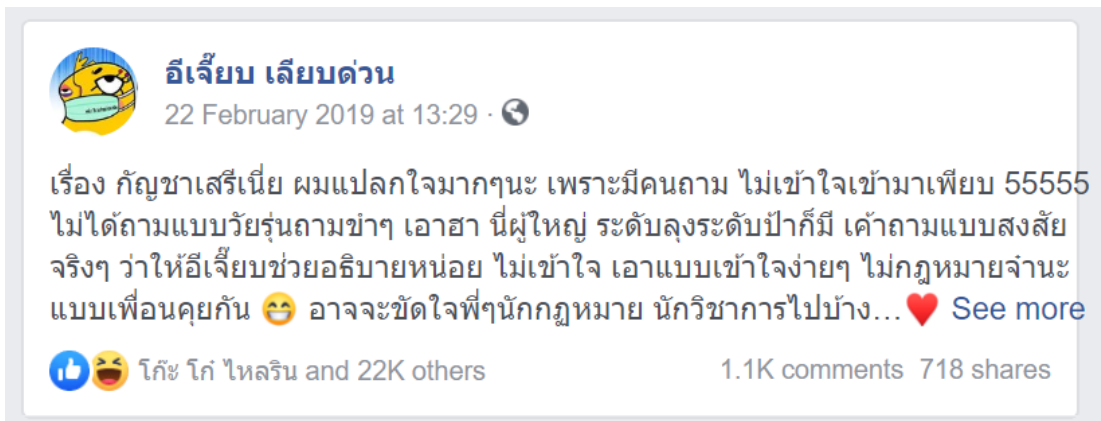 อีเจี๊ยบ เลียบด่วน
22 February 2019 at 13:29 ·
เรื่อง กัญชาเสรีเนี่ย ผมแปลกใจมากๆนะ เพราะมีคนถาม ไม่เข้าใจเข้ามาเพียบ 55555
ไม่ได้ถามแบบวัยรุ่นถามขำๆ เอาฮา นี่ผู้ใหญ่ ระดับลุงระดับป้าก็มี เค้าถามแบบสงสัย
จริงๆ ว่าให้อีเจี๊ยบช่วยอธิบายหน่อย ไม่เข้าใจ เอาแบบเข้าใจง่ายๆ ไม่กฎหมายจ๋านะ
แบบเพื่อนคุยกัน 😁 อาจจะขัดใจพี่ๆนักกฏหมาย นักวิชาการไปบ้าง...♥️ See more
โก๊ะ โก๋ ไหลริน and 22K others 1.1K comments 718 shares